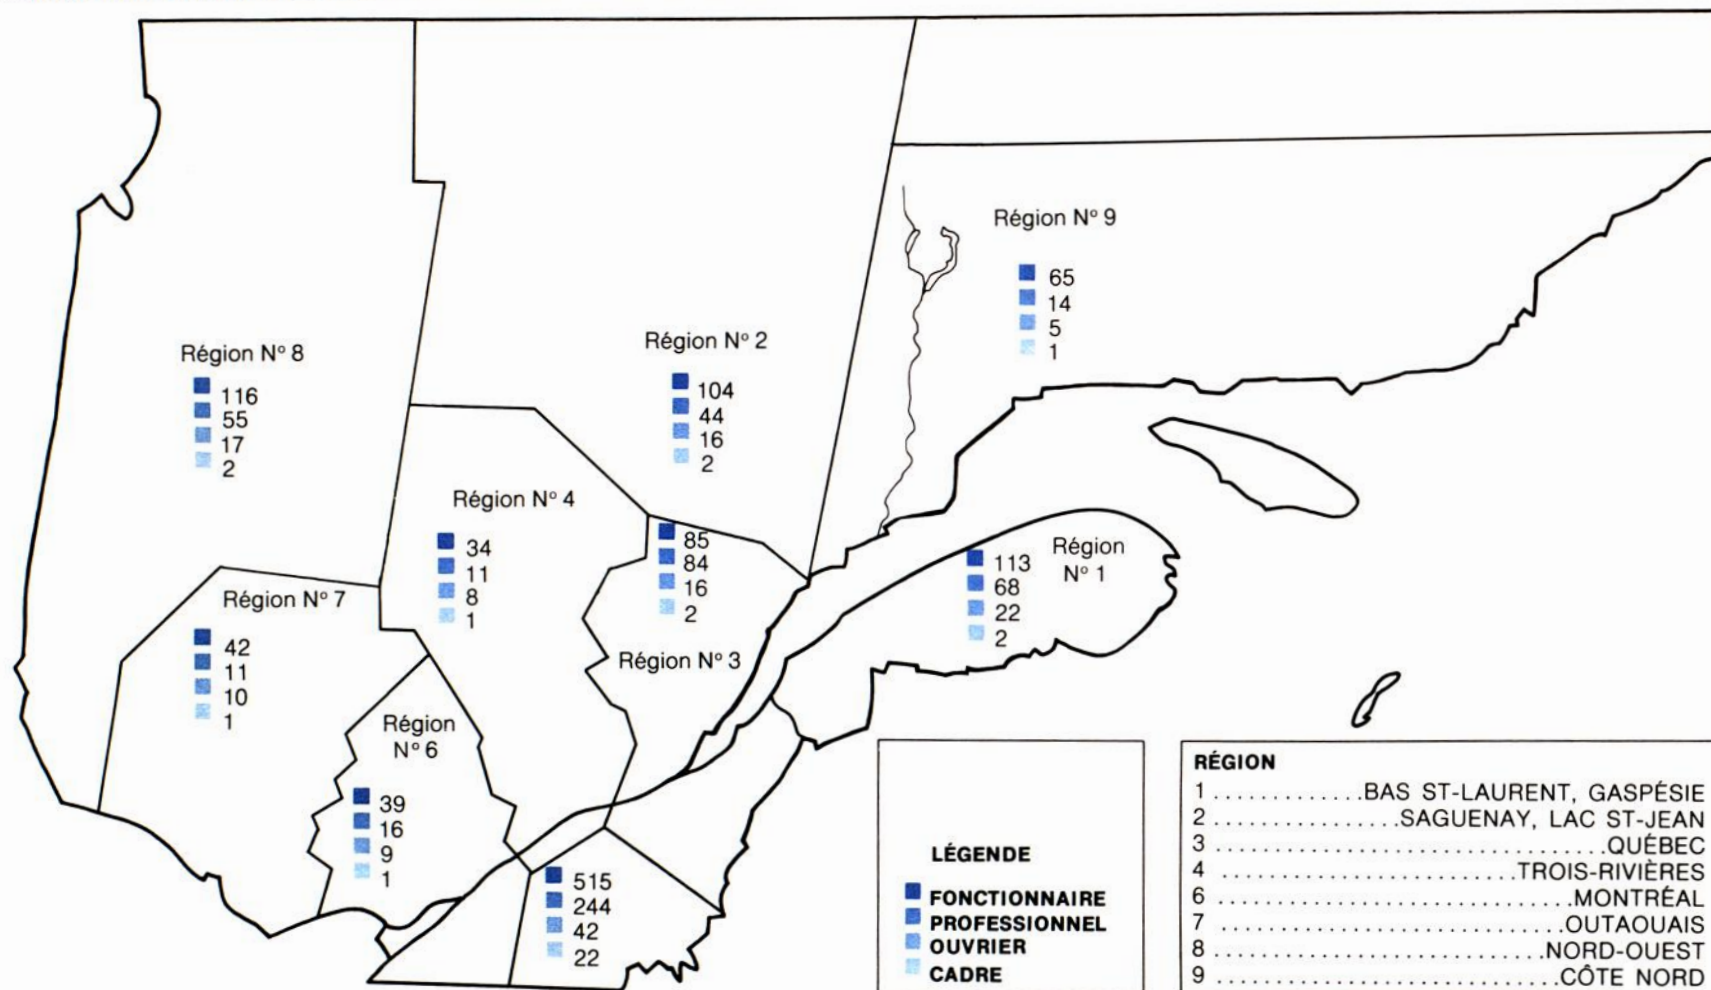 Région N° 9
65
14
5
1
Région N° 8
116
55
17
2
Région N° 2
104
44
16
2
Région N° 4
34
11
8
1
85
84
16
2
Région N° 3
Région
N° 1
113
68
22
2
Région N° 7
42
11
10
1
Région
N° 6
39
16
9
1
515
244
42
22
LÉGENDE
FONCTIONNAIRE
PROFESSIONNEL
OUVRIER
CADRE
RÉGION
1 .............BAS ST-LAURENT, GASPÉSIE
2 ................SAGUENAY, LAC ST-JEAN
3 .................................QUÉBEC
4 ..........................TROIS-RIVIÈRES
6 ..............................MONTRÉAL
7 .............................OUTAOUAIS
8 ............................NORD-OUEST
9 .............................CÔTE NORD